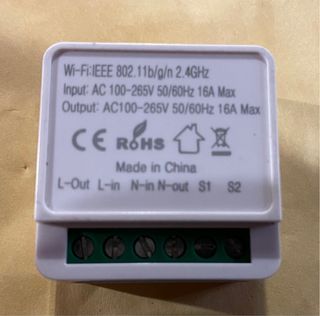 Wi-Fi:IEEE 802.11b/g/n 2.4GHz
Input: AC 100-265V 50/60Hz 16A Max
Output: AC100-265V 50/60Hz 16A Max
CE RoHS
Made in China
L-Out L-in N-in N-out S1 S2